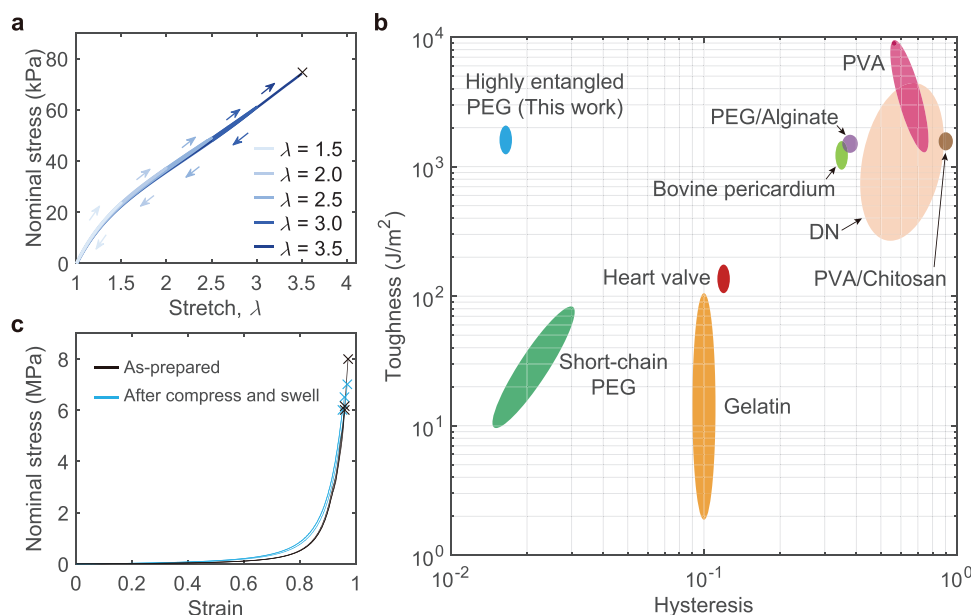 a
Nominal stress (kPa)
80
60
40
20
0
λ = 1.5
λ = 2.0
λ = 2.5
λ = 3.0
λ = 3.5
1
1.5
2
2.5
3
3.5
4
Stretch, λ
b
Toughness (J/m²)
10⁴
10³
10²
10¹
10⁰
Highly entangled
PEG (This work)
PVA
PEG/Alginate
Bovine pericardium
DN
PVA/Chitosan
Heart valve
Short-chain
PEG
Gelatin
10⁻²
10⁻¹
10⁰
Hysteresis
c
Nominal stress (MPa)
8
6
4
2
0
As-prepared
After compress and swell
0
0.2
0.4
0.6
0.8
1
Strain